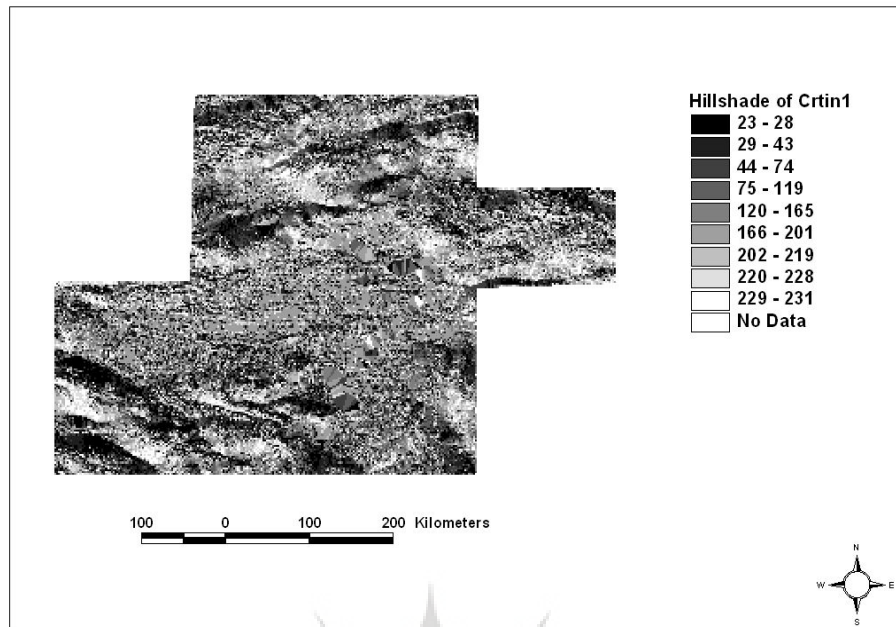 Hillshade of Crtin1
23 - 28
29 - 43
44 - 74
75 - 119
120 - 165
166 - 201
202 - 219
220 - 228
229 - 231
No Data
100 0 100 200 Kilometers
N
W E
S